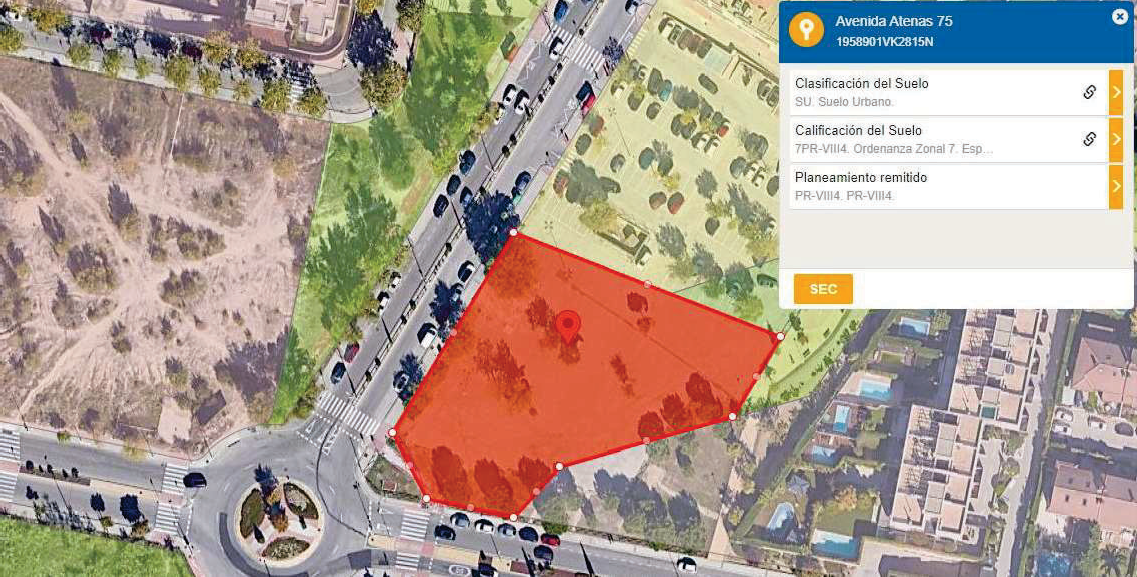 Avenida Atenas 75
1958901VK2815N
Clasificación del Suelo
SU. Suelo Urbano.
Calificación del Suelo
7PR-VIII4. Ordenanza Zonal 7. Esp...
Planeamiento remitido
PR-VIII4. PR-VIII4.
SEC